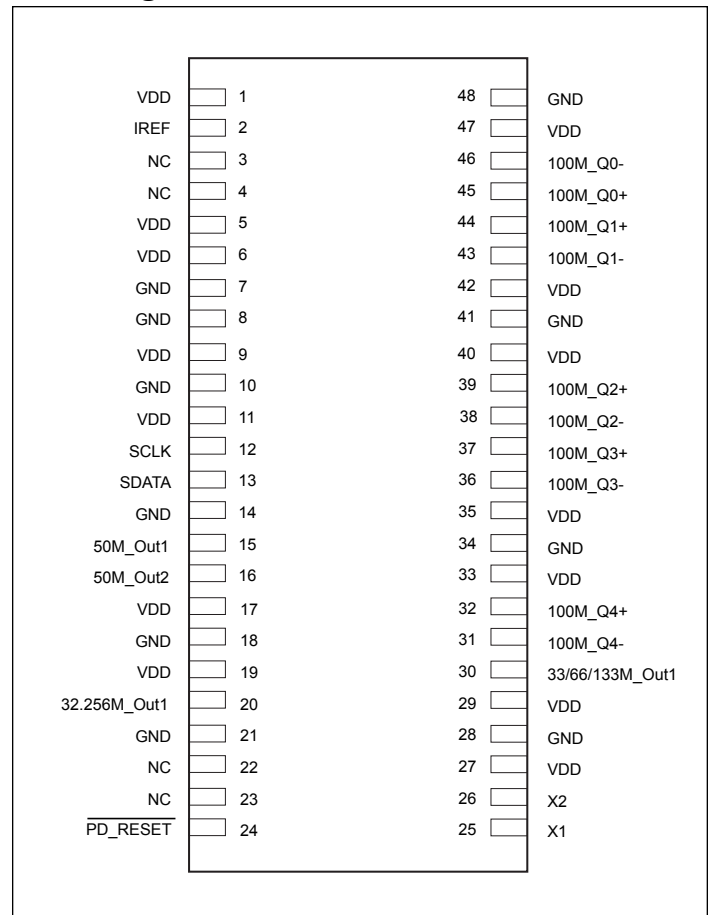 VDD 1 48 GND
IREF 2 47 VDD
NC 3 46 100M_Q0-
NC 4 45 100M_Q0+
VDD 5 44 100M_Q1+
VDD 6 43 100M_Q1-
GND 7 42 VDD
GND 8 41 GND
VDD 9 40 VDD
GND 10 39 100M_Q2+
VDD 11 38 100M_Q2-
SCLK 12 37 100M_Q3+
SDATA 13 36 100M_Q3-
GND 14 35 VDD
50M_Out1 15 34 GND
50M_Out2 16 33 VDD
VDD 17 32 100M_Q4+
GND 18 31 100M_Q4-
VDD 19 30 33/66/133M_Out1
32.256M_Out1 20 29 VDD
GND 21 28 GND
NC 22 27 VDD
NC 23 26 X2
PD_RESET 24 25 X1